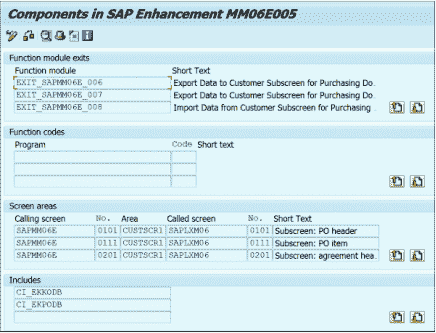 Components in SAP Enhancement MM06E005
Function module exits
Function module Short Text
EXIT_SAPMM06E_006 Export Data to Customer Subscreen for Purchasing Do.
EXIT_SAPMM06E_007 Export Data to Customer Subscreen for Purchasing Do.
EXIT_SAPMM06E_008 Import Data from Customer Subscreen for Purchasing
Function codes
Program Code Short text
Screen areas
Calling screen No. Area Called screen No. Short Text
SAPMM06E 0101 CUSTSCR1 SAPLXM06 0101 Subscreen: PO header
SAPMM06E 0111 CUSTSCR1 SAPLXM06 0111 Subscreen: PO item
SAPMM06E 0201 CUSTSCR1 SAPLXM06 0201 Subscreen: agreement hea.
Includes
CI_EKKODB
CI_EKPODB